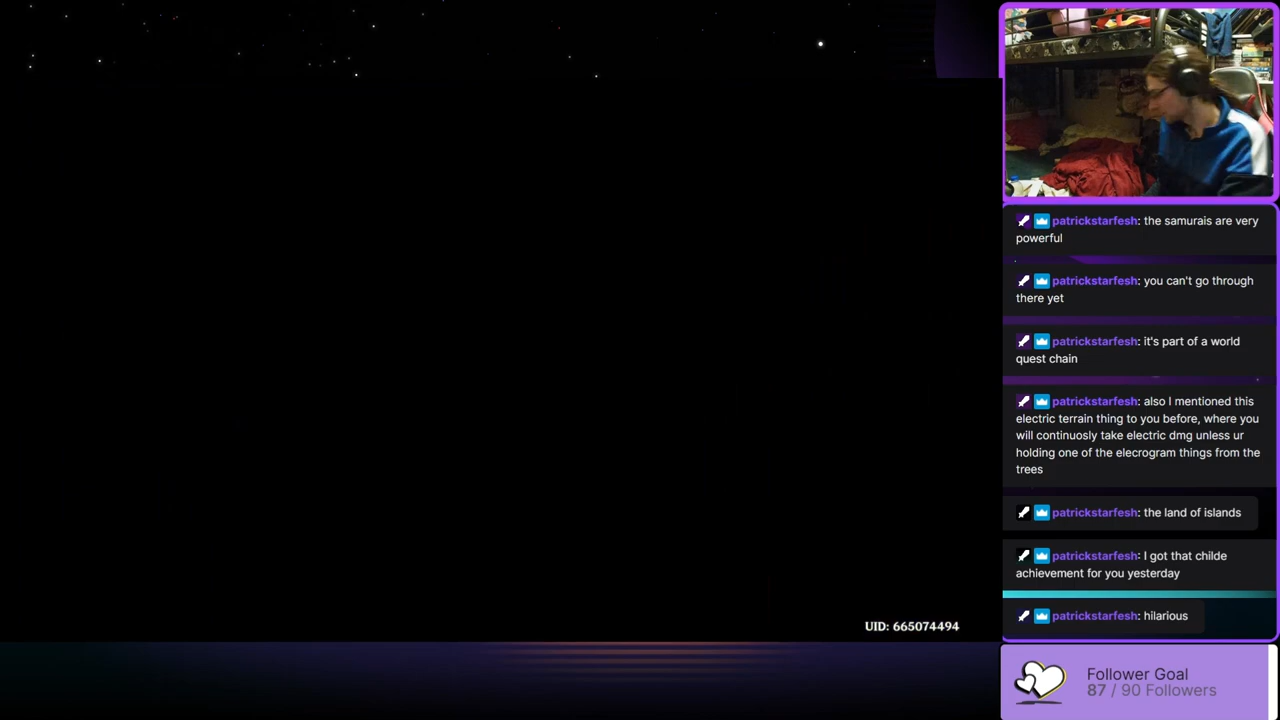 patrickstarfesh: the samurais are very
powerful
patrickstarfesh: you can't go through
there yet
patrickstarfesh: it's part of a world
quest chain
patrickstarfesh: also I mentioned this
electric terrain thing to you before, where you
will continuosly take electric dmg unless ur
holding one of the elecrogram things from the
trees
patrickstarfesh: the land of islands
patrickstarfesh: I got that childe
achievement for you yesterday
patrickstarfesh: hilarious
UID: 665074494
Follower Goal
87 / 90 Followers